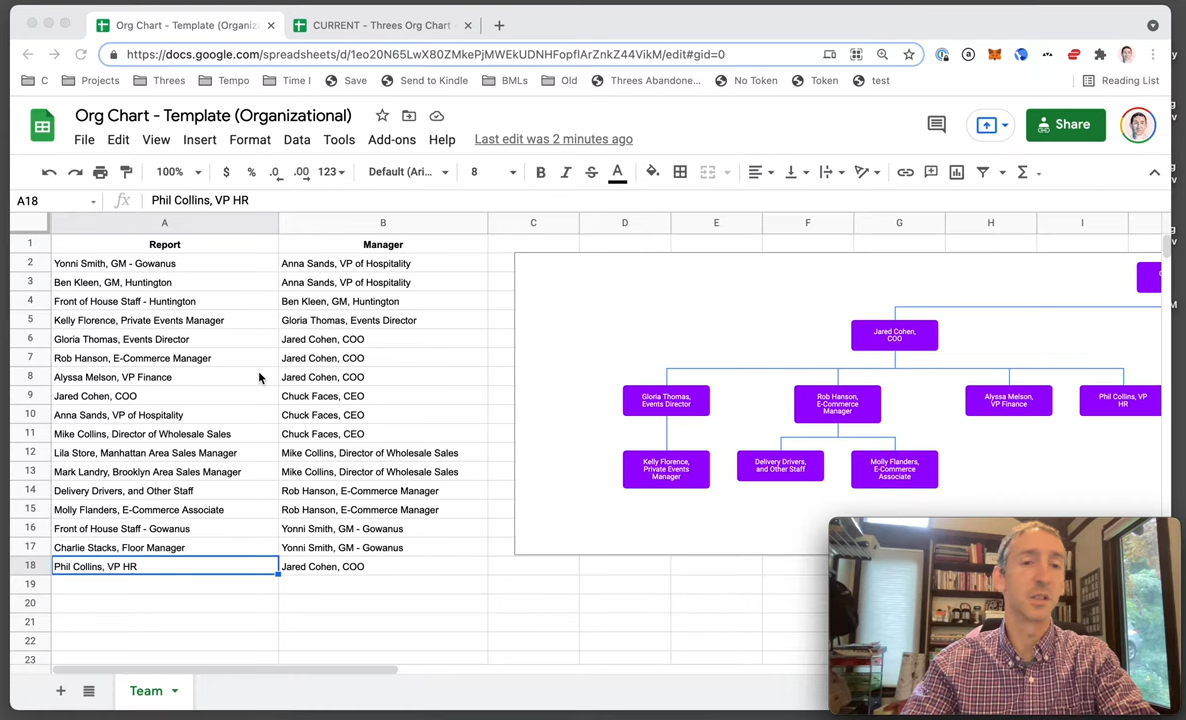 Org Chart - Template (Organiz
CURRENT - Threes Org Chart -
https://docs.google.com/spreadsheets/d/1eo20N65LwX80ZMkePjMWEkUDNHFopflArZnkZ44VikM/edit#gid=0
C
Projects
Threes
Tempo
Time I
Save
Send to Kindle
BMLs
Old
Threes Abandone...
No Token
Token
test
Reading List
Org Chart - Template (Organizational)
File Edit View Insert Format Data Tools Add-ons Help Last edit was 2 minutes ago
Share
100% $ % .0 .00 123 Default (Ari... 8 B I S A
A18 fx Phil Collins, VP HR
A B C D E F G H I
1 Report Manager
2 Yonni Smith, GM - Gowanus Anna Sands, VP of Hospitality
3 Ben Kleen, GM, Huntington Anna Sands, VP of Hospitality
4 Front of House Staff - Huntington Ben Kleen, GM, Huntington
5 Kelly Florence, Private Events Manager Gloria Thomas, Events Director
6 Gloria Thomas, Events Director Jared Cohen, COO
7 Rob Hanson, E-Commerce Manager Jared Cohen, COO
8 Alyssa Melson, VP Finance Jared Cohen, COO
9 Jared Cohen, COO Chuck Faces, CEO
10 Anna Sands, VP of Hospitality Chuck Faces, CEO
11 Mike Collins, Director of Wholesale Sales Chuck Faces, CEO
12 Lila Store, Manhattan Area Sales Manager Mike Collins, Director of Wholesale Sales
13 Mark Landry, Brooklyn Area Sales Manager Mike Collins, Director of Wholesale Sales
14 Delivery Drivers, and Other Staff Rob Hanson, E-Commerce Manager
15 Molly Flanders, E-Commerce Associate Rob Hanson, E-Commerce Manager
16 Front of House Staff - Gowanus Yonni Smith, GM - Gowanus
17 Charlie Stacks, Floor Manager Yonni Smith, GM - Gowanus
18 Phil Collins, VP HR Jared Cohen, COO
19
20
21
22
23
Jared Cohen,
COO
Gloria Thomas,
Events Director
Rob Hanson,
E-Commerce
Manager
Alyssa Melson,
VP Finance
Phil Collins, VP
HR
Kelly Florence,
Private Events
Manager
Delivery Drivers,
and Other Staff
Molly Flanders,
E-Commerce
Associate
Team